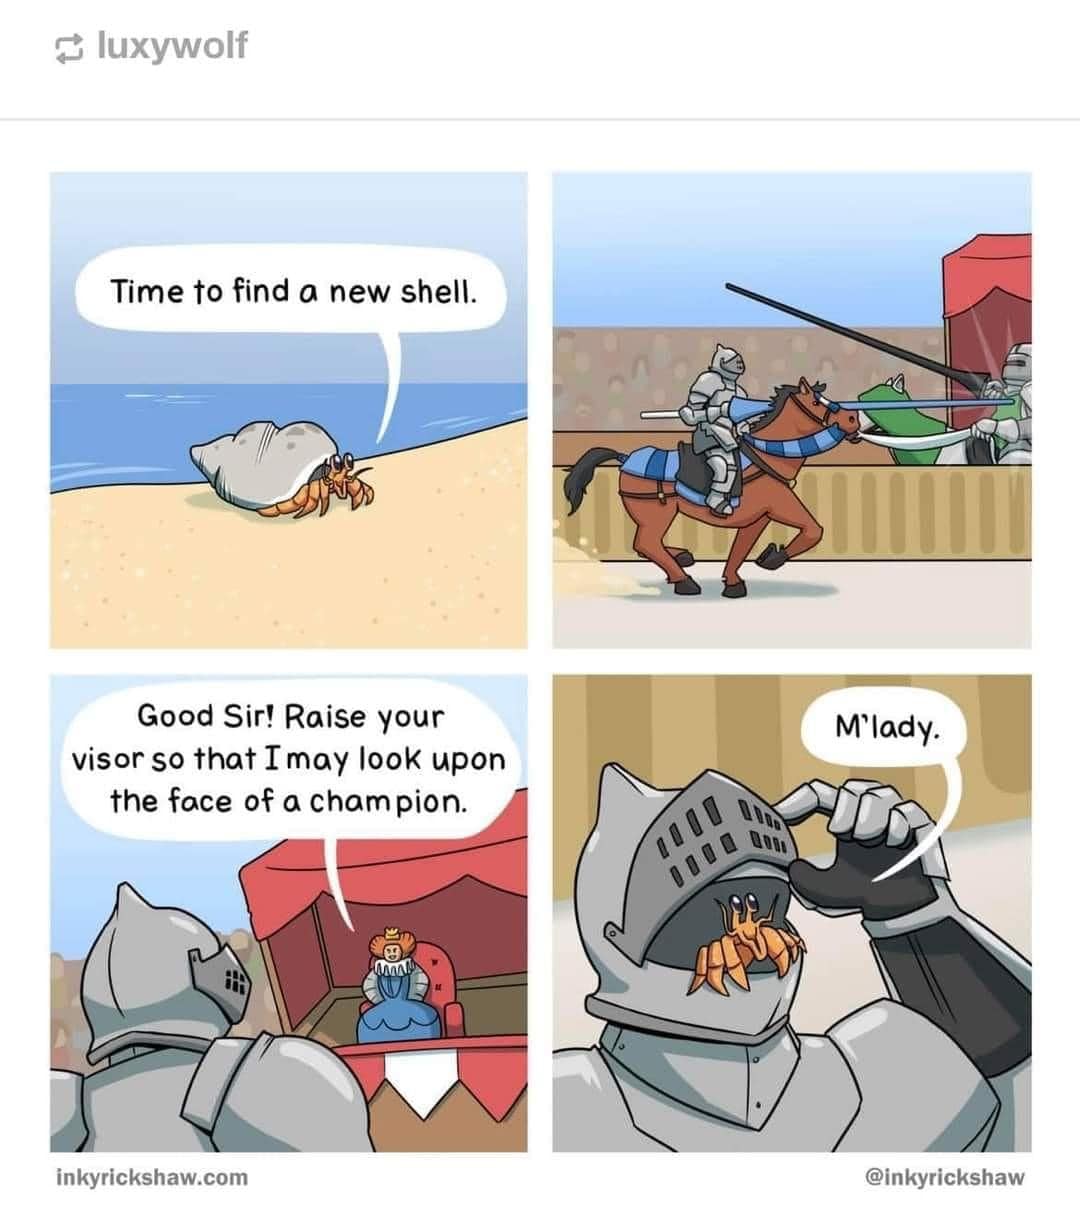 luxywolf
Time to find a new shell.
Good Sir! Raise your
visor so that I may look upon
the face of a champion.
M'lady.
inkyrickshaw.com
@inkyrickshaw